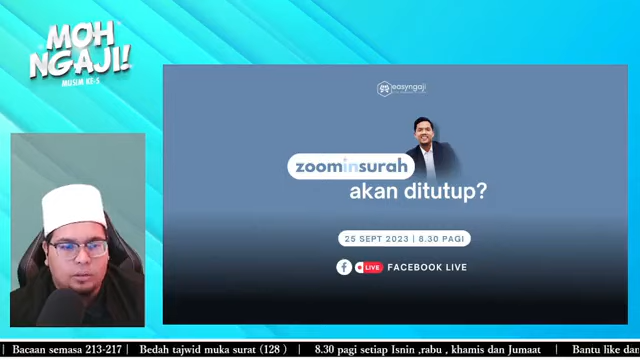 MOH
NGAJI!
MUSIM KE-5
easyngaji
zoominsurah
akan ditutup?
25 SEPT 2023 | 8.30 PAGI
LIVE FACEBOOK LIVE
| Bacaan semasa 213-217 | Bedah tajwid muka surat (128 ) | 8.30 pagi setiap Isnin ,rabu , khamis dan Jumaat | Bantu like dan